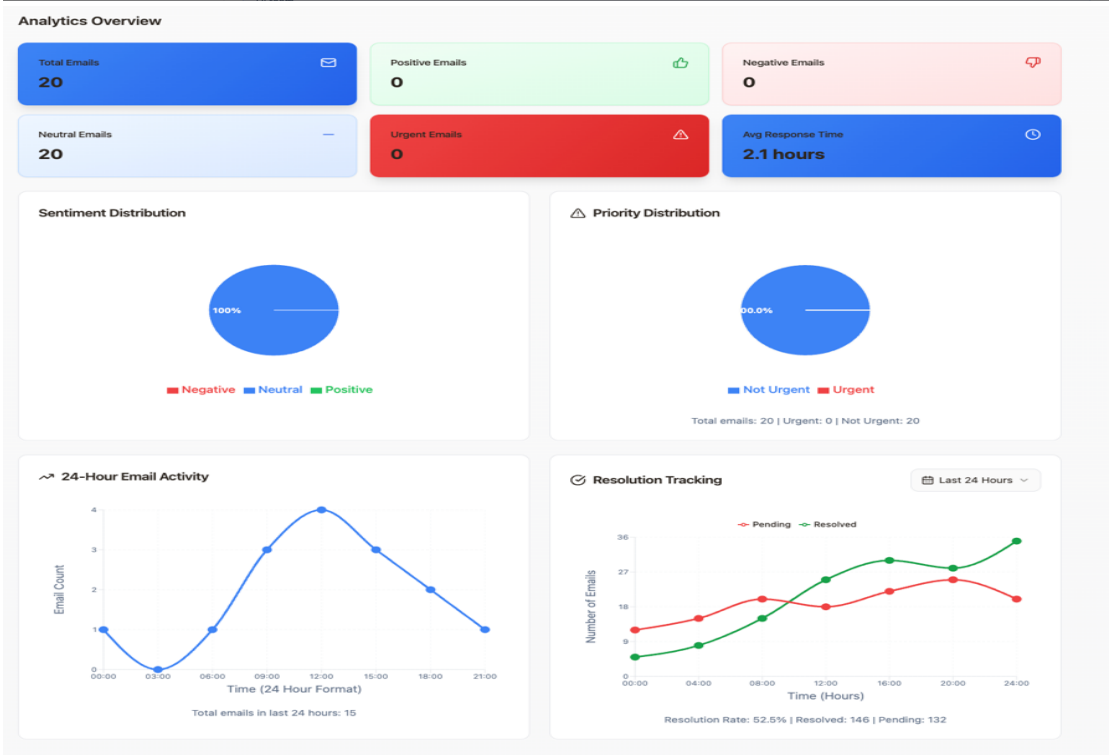 Analytics Overview
Total Emails
20
Positive Emails
0
Negative Emails
0
Neutral Emails
20
Urgent Emails
0
Avg Response Time
2.1 hours
Sentiment Distribution
100%
Negative Neutral Positive
Priority Distribution
00.0%
Not Urgent Urgent
Total emails: 20 | Urgent: 0 | Not Urgent: 20
24-Hour Email Activity
Email Count
4
3
2
1
0
00:00 03:00 06:00 09:00 12:00 15:00 18:00 21:00
Time (24 Hour Format)
Total emails in last 24 hours: 15
Resolution Tracking
Last 24 Hours
Pending Resolved
Number of Emails
36
27
18
9
0
00:00 04:00 08:00 12:00 16:00 20:00 24:00
Time (Hours)
Resolution Rate: 52.5% | Resolved: 146 | Pending: 132